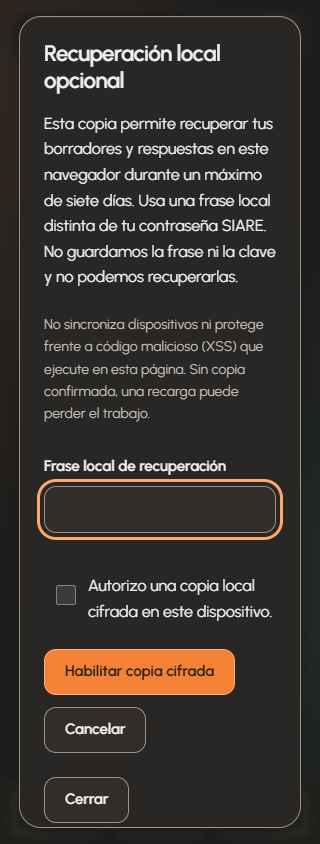 Recuperación local
opcional
Esta copia permite recuperar tus
borradores y respuestas en este
navegador durante un máximo
de siete días. Usa una frase local
distinta de tu contraseña SIARE.
No guardamos la frase ni la clave
y no podemos recuperarlas.
No sincroniza dispositivos ni protege
frente a código malicioso (XSS) que
ejecute en esta página. Sin copia
confirmada, una recarga puede
perder el trabajo.
Frase local de recuperación
Autorizo una copia local
cifrada en este dispositivo.
Habilitar copia cifrada
Cancelar
Cerrar